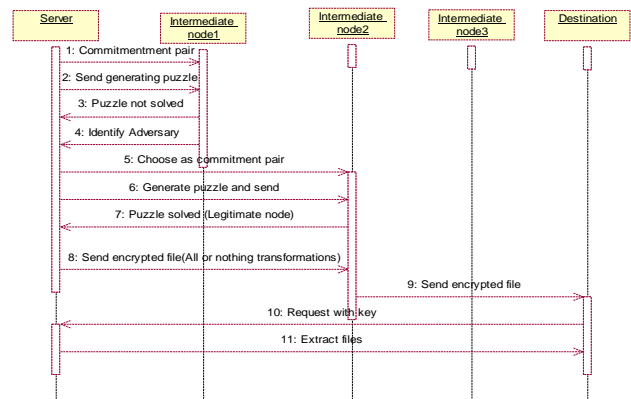 Server
Intermediate
node1
Intermediate
node2
Intermediate
node3
Destination
1: Commitmentment pair
2: Send generating puzzle
3: Puzzle not solved
4: Identify Adversary
5: Choose as commitment pair
6: Generate puzzle and send
7: Puzzle solved (Legitimate node)
8: Send encrypted file(All or nothing transformations)
9: Send encrypted file
10: Request with key
11: Extract files